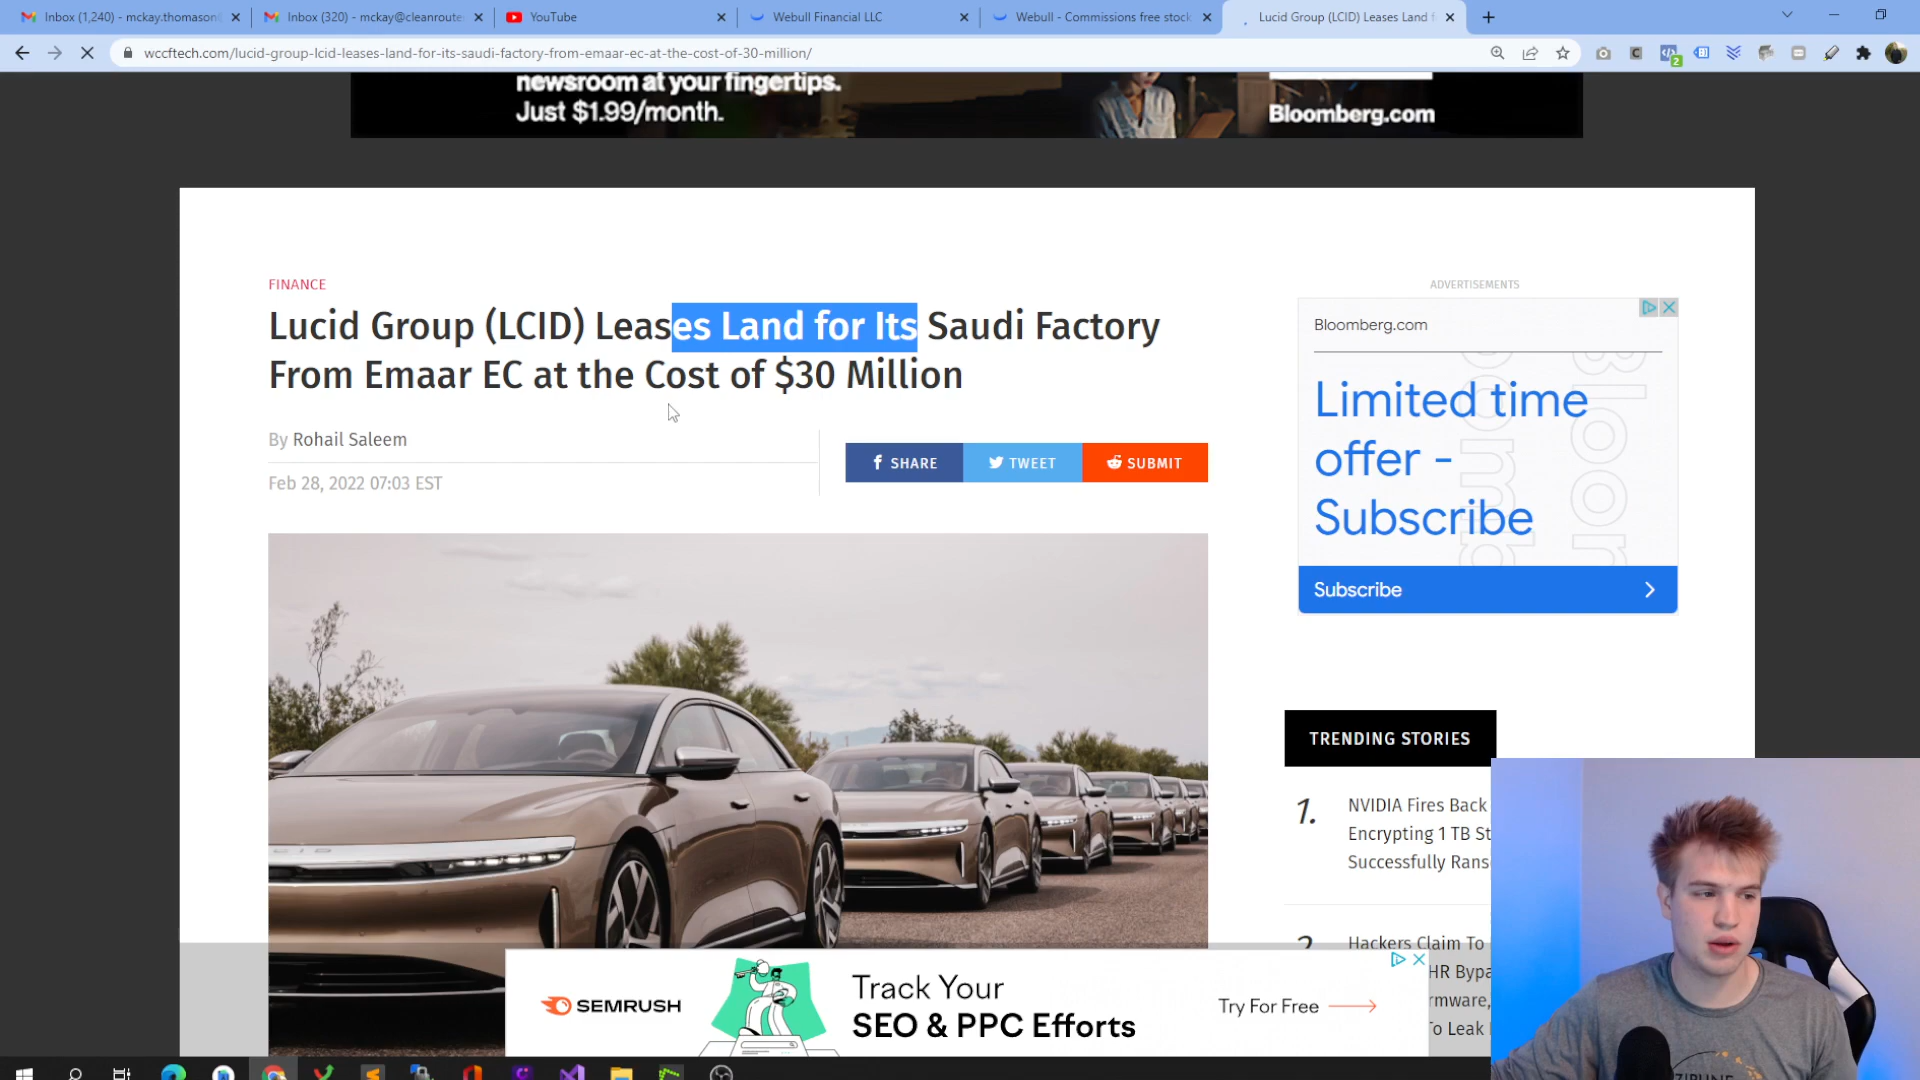 Inbox (1,240) - mckay.thomason
Inbox (320) - mckay@cleanroute
YouTube
Webull Financial LLC
Webull - Commissions free stock
Lucid Group (LCID) Leases Land f
wccftech.com/lucid-group-lcid-leases-land-for-its-saudi-factory-from-emaar-ec-at-the-cost-of-30-million/
newsroom at your fingertips.
Just $1.99/month.
Bloomberg.com
FINANCE
Lucid Group (LCID) Leases Land for Its Saudi Factory
From Emaar EC at the Cost of $30 Million
By Rohail Saleem
Feb 28, 2022 07:03 EST
SHARE
TWEET
SUBMIT
ADVERTISEMENTS
Bloomberg.com
Limited time
offer -
Subscribe
Subscribe
TRENDING STORIES
1.
NVIDIA Fires Back
Encrypting 1 TB St
Successfully Rans
2
Hackers Claim To
HR Bypa
rmware,
To Leak
SEMRUSH
Track Your
SEO & PPC Efforts
Try For Free